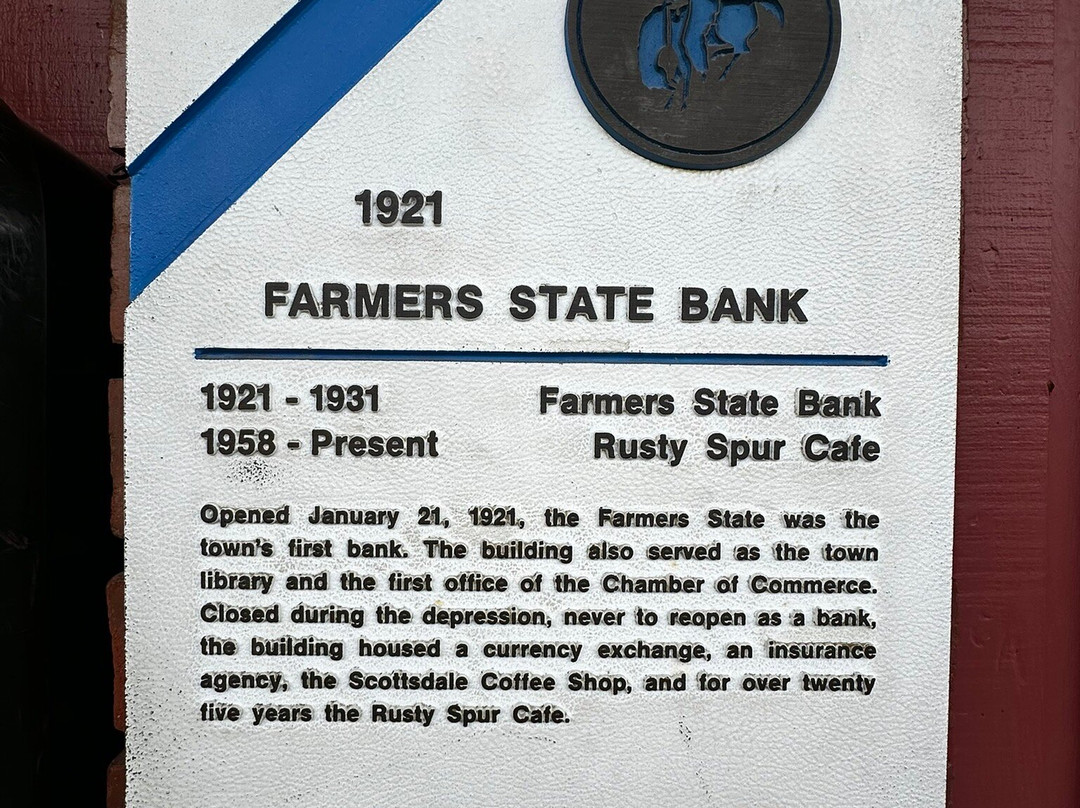 1921
FARMERS STATE BANK
1921 - 1931 Farmers State Bank
1958 - Present Rusty Spur Cafe
Opened January 21, 1921, the Farmers State was the
town's first bank. The building also served as the town
library and the first office of the Chamber of Commerce.
Closed during the depression, never to reopen as a bank,
the building housed a currency exchange, an insurance
agency, the Scottsdale Coffee Shop, and for over twenty
five years the Rusty Spur Cafe.